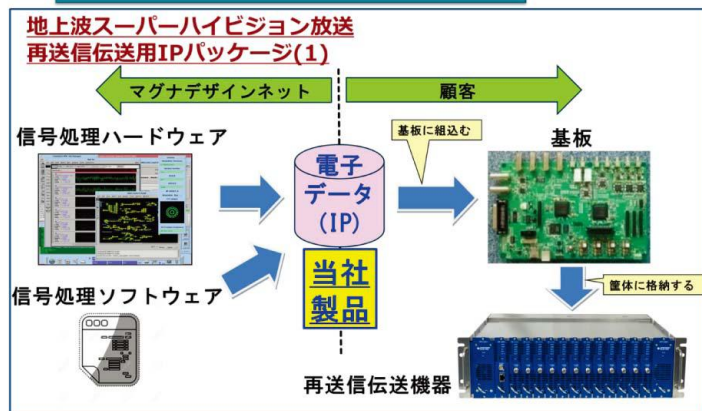 地上波スーパーハイビジョン放送
再送信伝送用IPパッケージ(1)
マグナデザインネット
顧客
信号処理ハードウェア
基板に組込む
基板
電子
データ
(IP)
当社
製品
信号処理ソフトウェア
筐体に格納する
再送信伝送機器